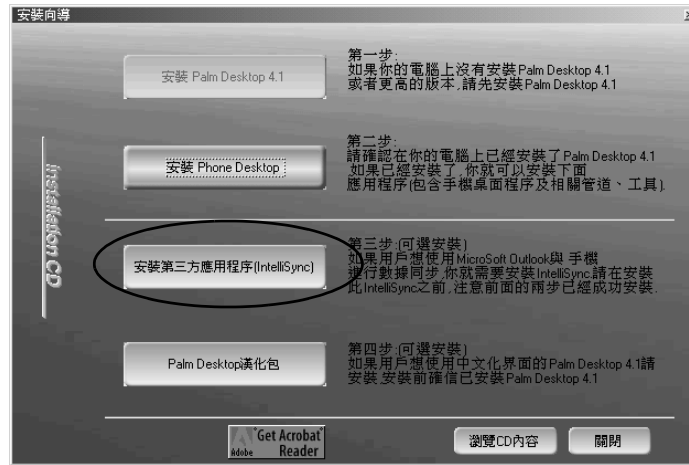 安裝向導
安裝 Palm Desktop 4.1
第一步:
如果你的電腦上沒有安裝Palm Desktop 4.1
或者更高的版本,請先安裝Palm Desktop 4.1
安裝 Phone Desktop
第二步:
請確認在你的電腦上已經安裝了Palm Desktop 4.1
.如果已經安裝了,你就可以安裝下面
應用程序(包含手機桌面程序及相關管道、工具).
Installation CD
安裝第三方應用程序(IntelliSync)
第三步:(可選安裝)
如果用戶想使用MicroSoft Outlook與 手機
進行數據同步,你就需要安裝IntelliSync.請在安裝
此IntelliSync之前,注意前面的兩步已經成功安裝.
Palm Desktop漢化包
第四步:(可選安裝)
如果用戶想使用中文化界面的Palm Desktop 4.1請
安裝.安裝前確信已安裝Palm Desktop 4.1
Get Acrobat
Adobe Reader
瀏覽CD內容
關閉